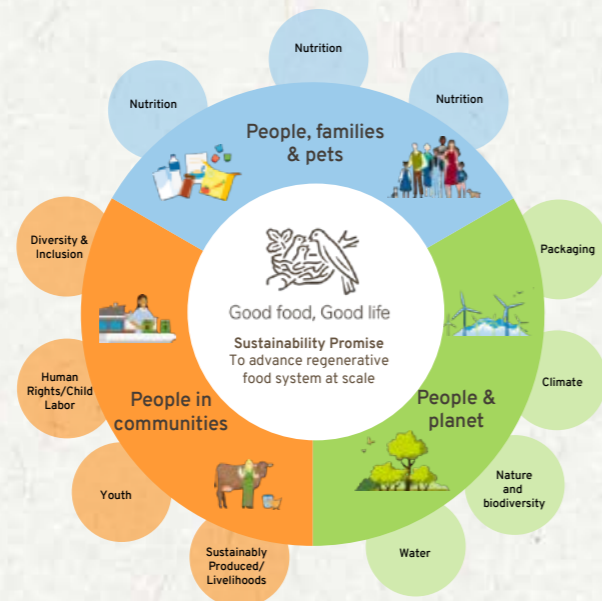 Nutrition
Nutrition
Nutrition
People, families
& pets
Good food, Good life
Sustainability Promise
To advance regenerative
food system at scale
People in
communities
People &
planet
Diversity &
Inclusion
Human
Rights/Child
Labor
Youth
Sustainably
Produced/
Livelihoods
Packaging
Climate
Nature
and
biodiversity
Water